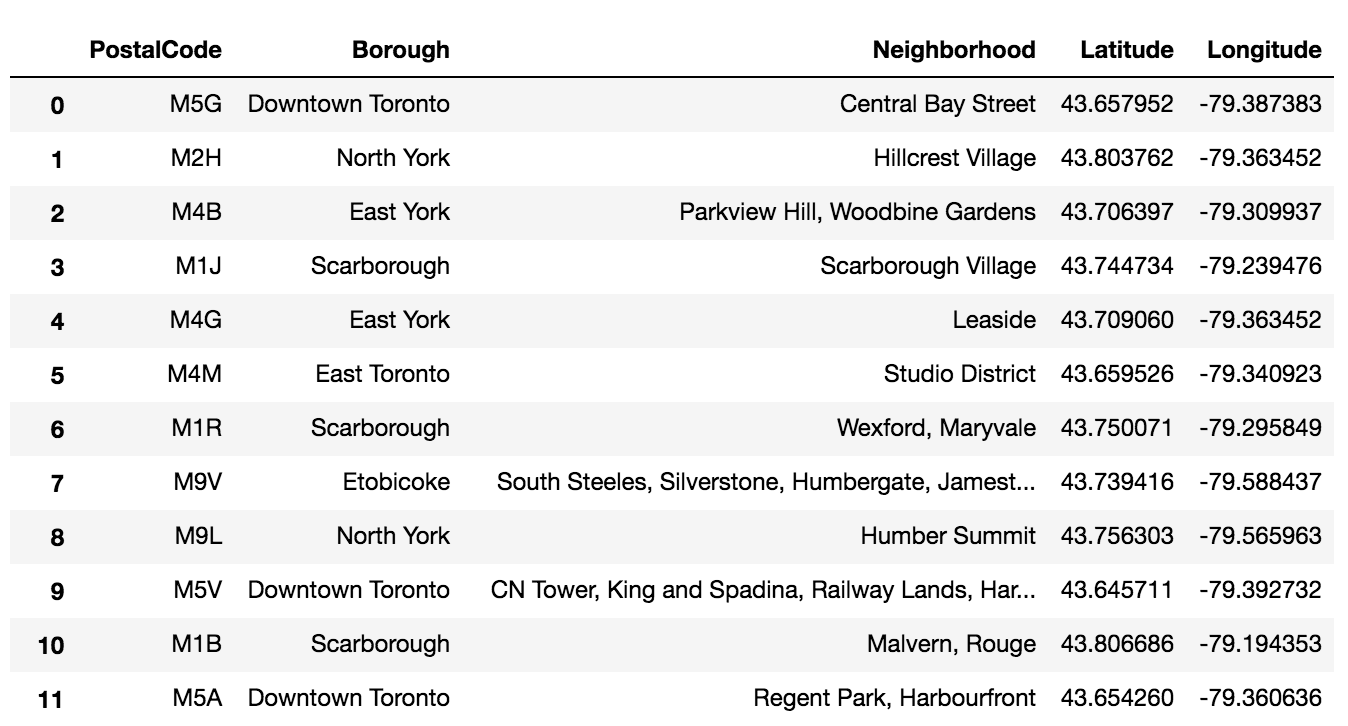 PostalCode Borough Neighborhood Latitude Longitude
0 M5G Downtown Toronto Central Bay Street 43.657952 -79.387383
1 M2H North York Hillcrest Village 43.803762 -79.363452
2 M4B East York Parkview Hill, Woodbine Gardens 43.706397 -79.309937
3 M1J Scarborough Scarborough Village 43.744734 -79.239476
4 M4G East York Leaside 43.709060 -79.363452
5 M4M East Toronto Studio District 43.659526 -79.340923
6 M1R Scarborough Wexford, Maryvale 43.750071 -79.295849
7 M9V Etobicoke South Steeles, Silverstone, Humbergate, Jamest... 43.739416 -79.588437
8 M9L North York Humber Summit 43.756303 -79.565963
9 M5V Downtown Toronto CN Tower, King and Spadina, Railway Lands, Har... 43.645711 -79.392732
10 M1B Scarborough Malvern, Rouge 43.806686 -79.194353
11 M5A Downtown Toronto Regent Park, Harbourfront 43.654260 -79.360636